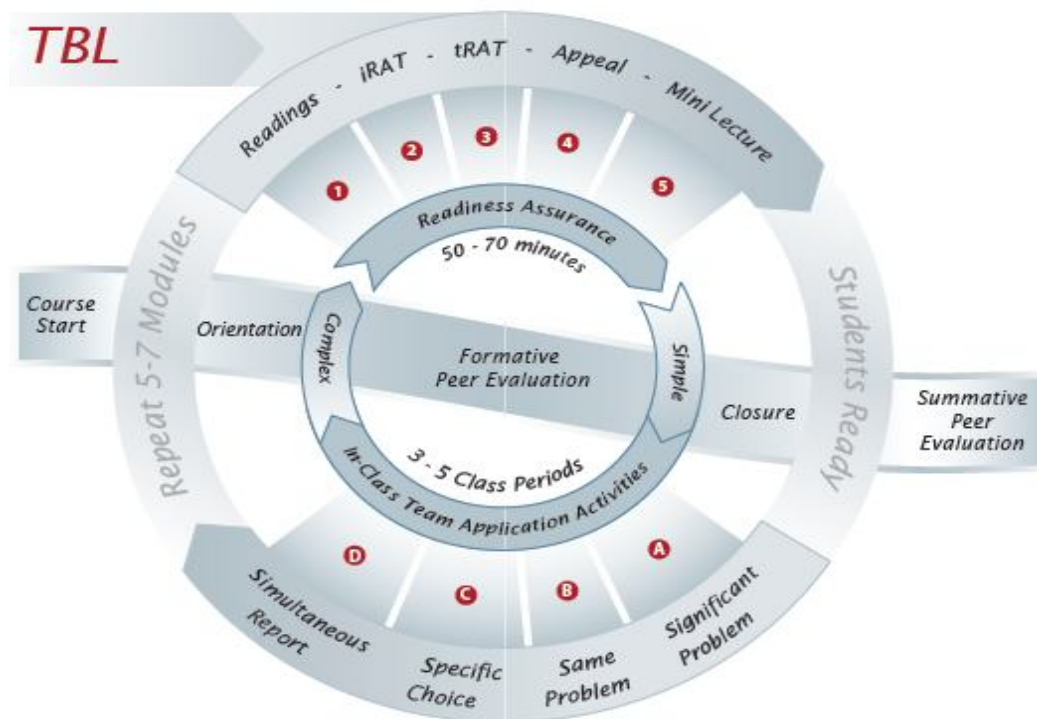 TBL
Readings - iRAT - tRAT - Appeal - Mini Lecture
1
2
3
4
5
Readiness Assurance
50 - 70 minutes
Repeat 5-7 Modules
Students Ready
Course
Start
Orientation
Complex
Formative
Peer Evaluation
Simple
Closure
Summative
Peer
Evaluation
3 - 5 Class Periods
In-Class Team Application Activities
D
C
B
A
Simultaneous
Report
Specific
Choice
Same
Problem
Significant
Problem